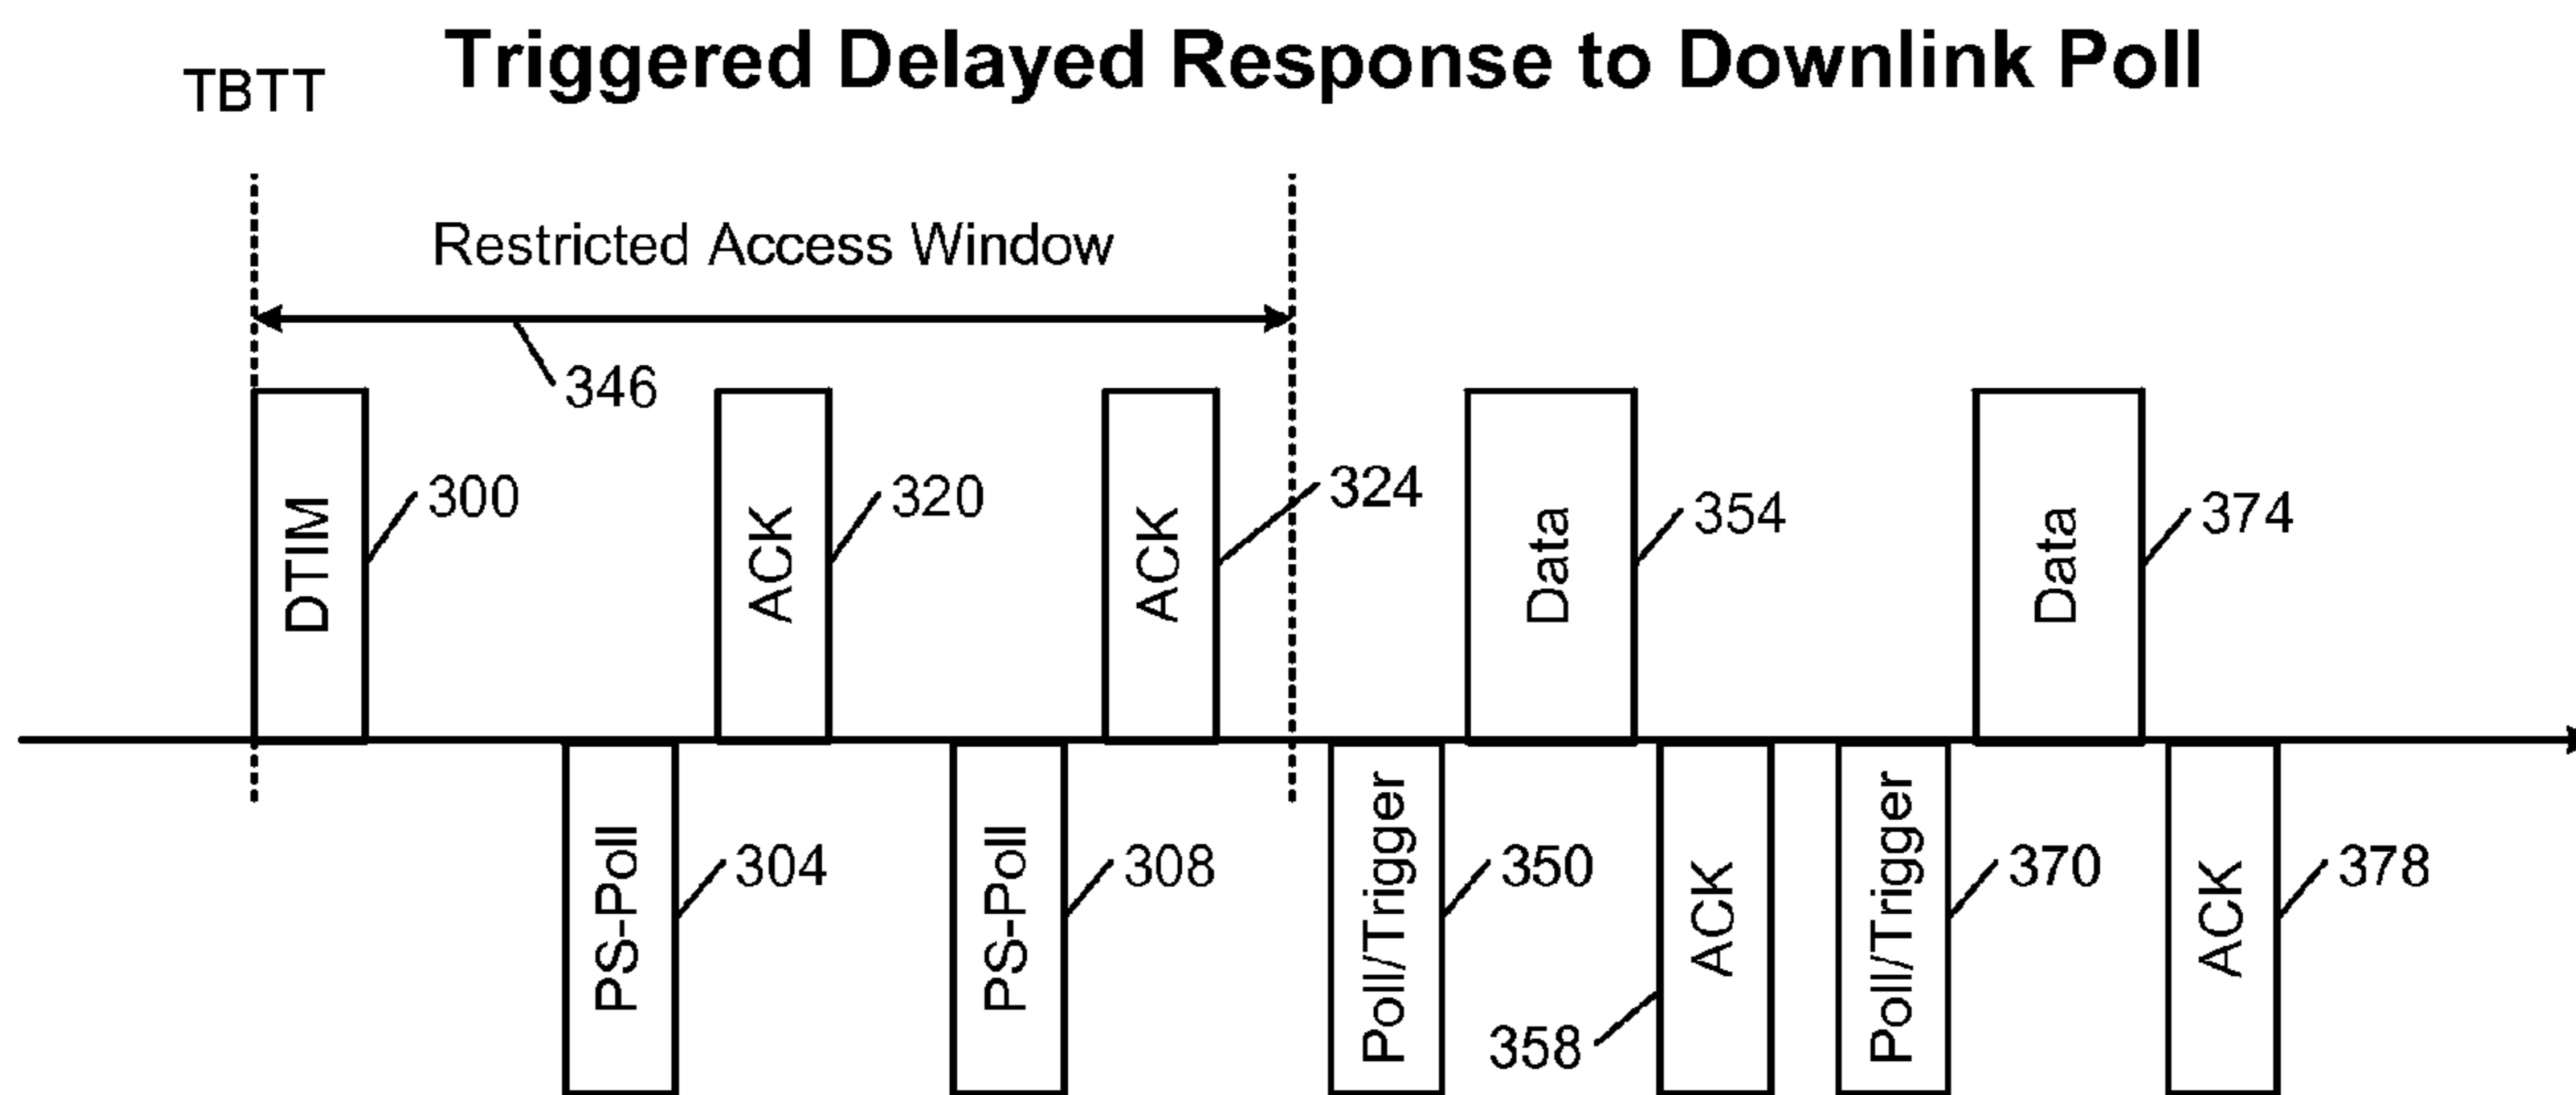 Triggered Delayed Response to Downlink Poll
TBTT
Restricted Access Window
346
DTIM
300
ACK
320
ACK
324
Data
354
Data
374
PS-Poll
304
PS-Poll
308
Poll/Trigger
350
ACK
358
Poll/Trigger
370
ACK
378